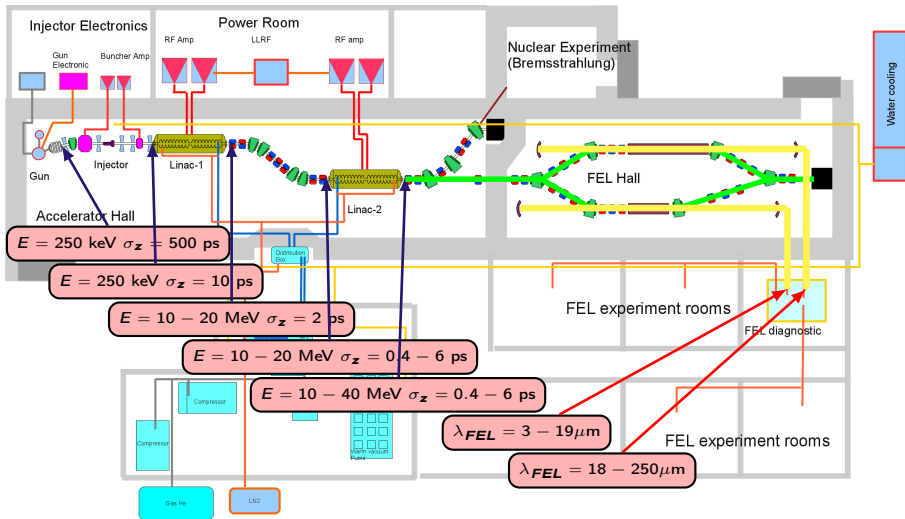 Injector Electronics
Power Room
RF Amp
LLRF
RF amp
Gun
Electronic
Buncher Amp
Nuclear Experiment
(Bremsstrahlung)
Water cooling
Gun
Injector
Linac-1
Linac-2
FEL Hall
Accelerator Hall
E = 250 keV σz = 500 ps
E = 250 keV σz = 10 ps
Distribution
Box
E = 10 – 20 MeV σz = 2 ps
FEL experiment rooms
FEL diagnostic
E = 10 – 20 MeV σz = 0.4 – 6 ps
E = 10 – 40 MeV σz = 0.4 – 6 ps
Compressor
λFEL = 3 – 19μm
Compressor
FEL experiment rooms
Warm Vacuum
Pump
λFEL = 18 – 250μm
Gas He
LN2